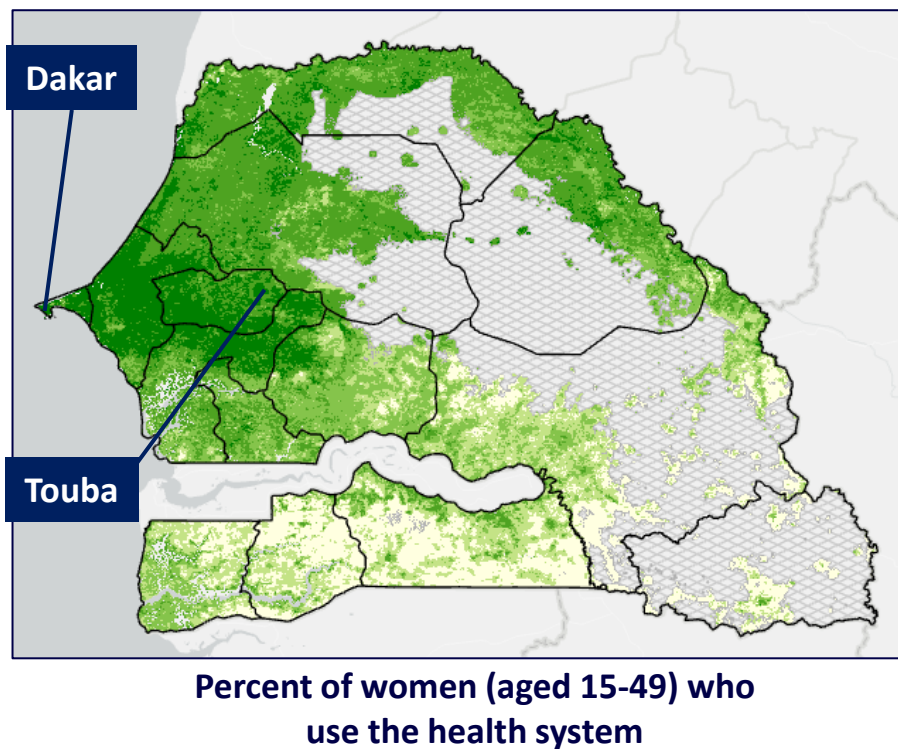 Dakar
Touba
Percent of women (aged 15-49) who
use the health system